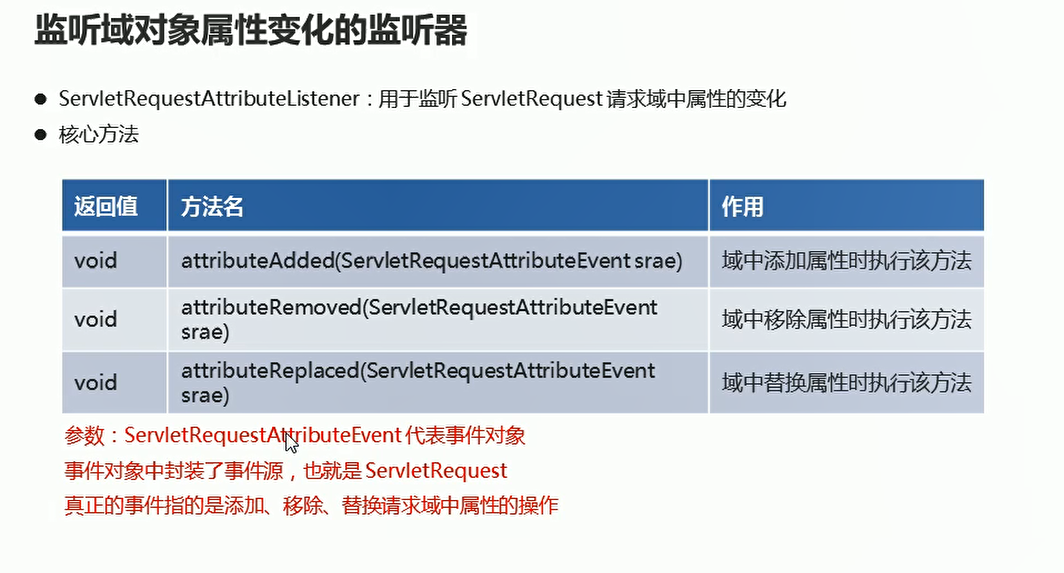 监听域对象属性变化的监听器
● ServletRequestAttributeListener：用于监听 ServletRequest 请求域中属性的变化
● 核心方法
返回值 方法名 作用
void attributeAdded(ServletRequestAttributeEvent srae) 域中添加属性时执行该方法
void attributeRemoved(ServletRequestAttributeEvent srae) 域中移除属性时执行该方法
void attributeReplaced(ServletRequestAttributeEvent srae) 域中替换属性时执行该方法
参数：ServletRequestAttributeEvent 代表事件对象
事件对象中封装了事件源，也就是 ServletRequest
真正的事件指的是添加、移除、替换请求域中属性的操作